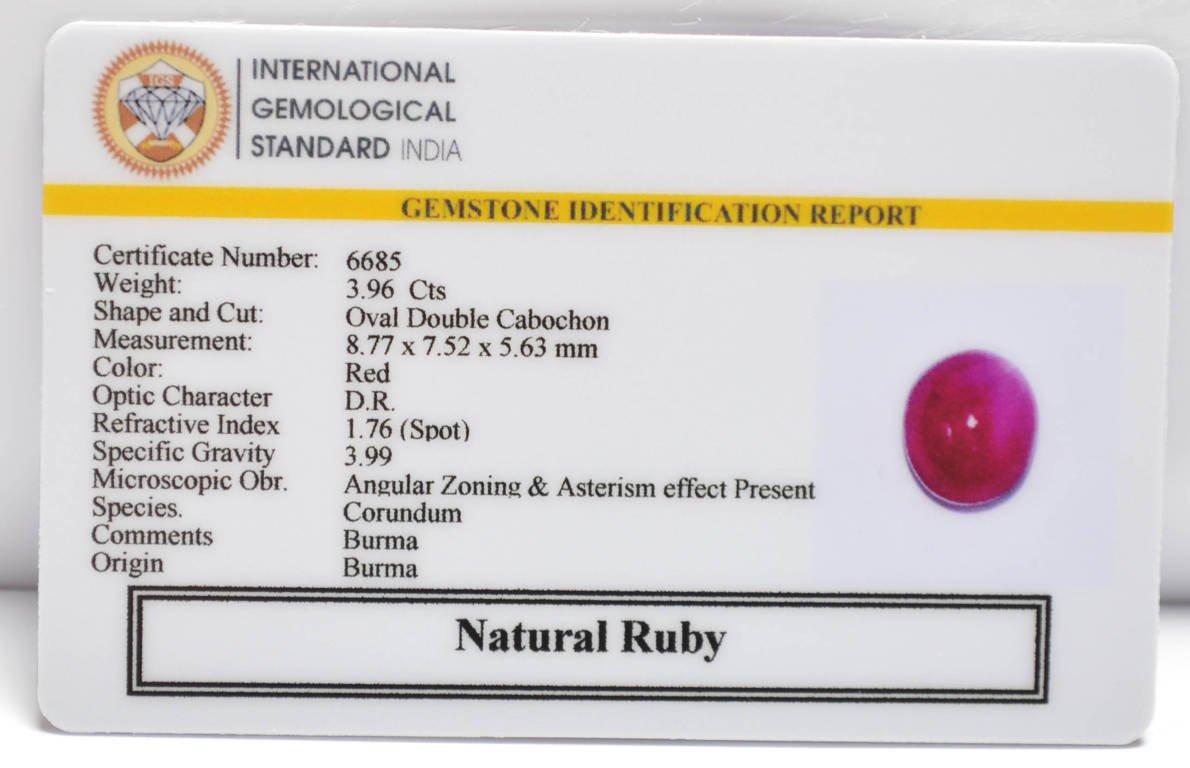 IGS
INTERNATIONAL
GEMOLOGICAL
STANDARD INDIA
GEMSTONE IDENTIFICATION REPORT
Certificate Number: 6685
Weight: 3.96 Cts
Shape and Cut: Oval Double Cabochon
Measurement: 8.77 x 7.52 x 5.63 mm
Color: Red
Optic Character D.R.
Refractive Index 1.76 (Spot)
Specific Gravity 3.99
Microscopic Obr. Angular Zoning & Asterism effect Present
Species. Corundum
Comments Burma
Origin Burma
Natural Ruby